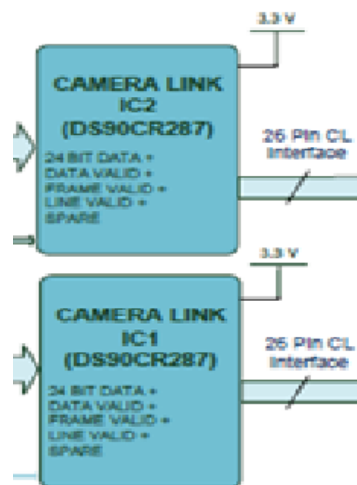 3.3 V
CAMERA LINK
IC2
(DS90CR287)
24 BIT DATA +
DATA VALID +
FRAME VALID +
LINE VALID +
SPARE
26 Pin CL
Interface
3.3 V
CAMERA LINK
IC1
(DS90CR287)
24 BIT DATA +
DATA VALID +
FRAME VALID +
LINE VALID +
SPARE
26 Pin CL
Interface